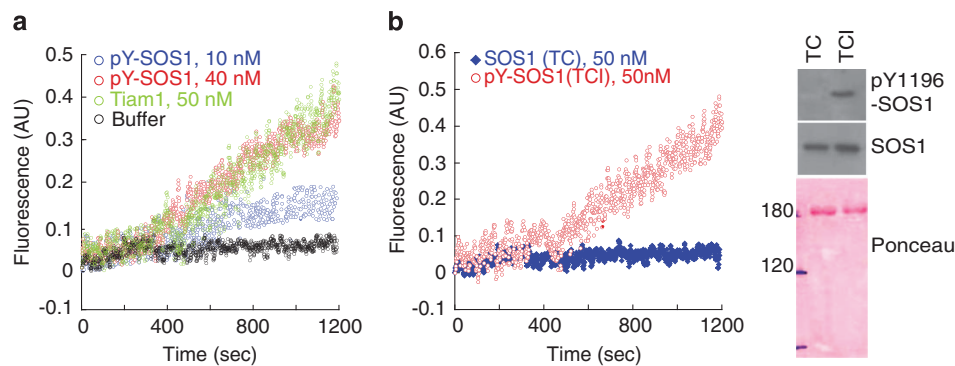 a
pY-SOS1, 10 nM
pY-SOS1, 40 nM
Tiam1, 50 nM
Buffer
Fluorescence (AU)
0.5
0.4
0.3
0.2
0.1
0
-0.1
0 400 800 1200
Time (sec)
b
SOS1 (TC), 50 nM
pY-SOS1(TCI), 50nM
Fluorescence (AU)
0.6
0.5
0.4
0.3
0.2
0.1
0
-0.1
0 400 800 1200
Time (sec)
TC TCI
pY1196
-SOS1
SOS1
180
120
Ponceau